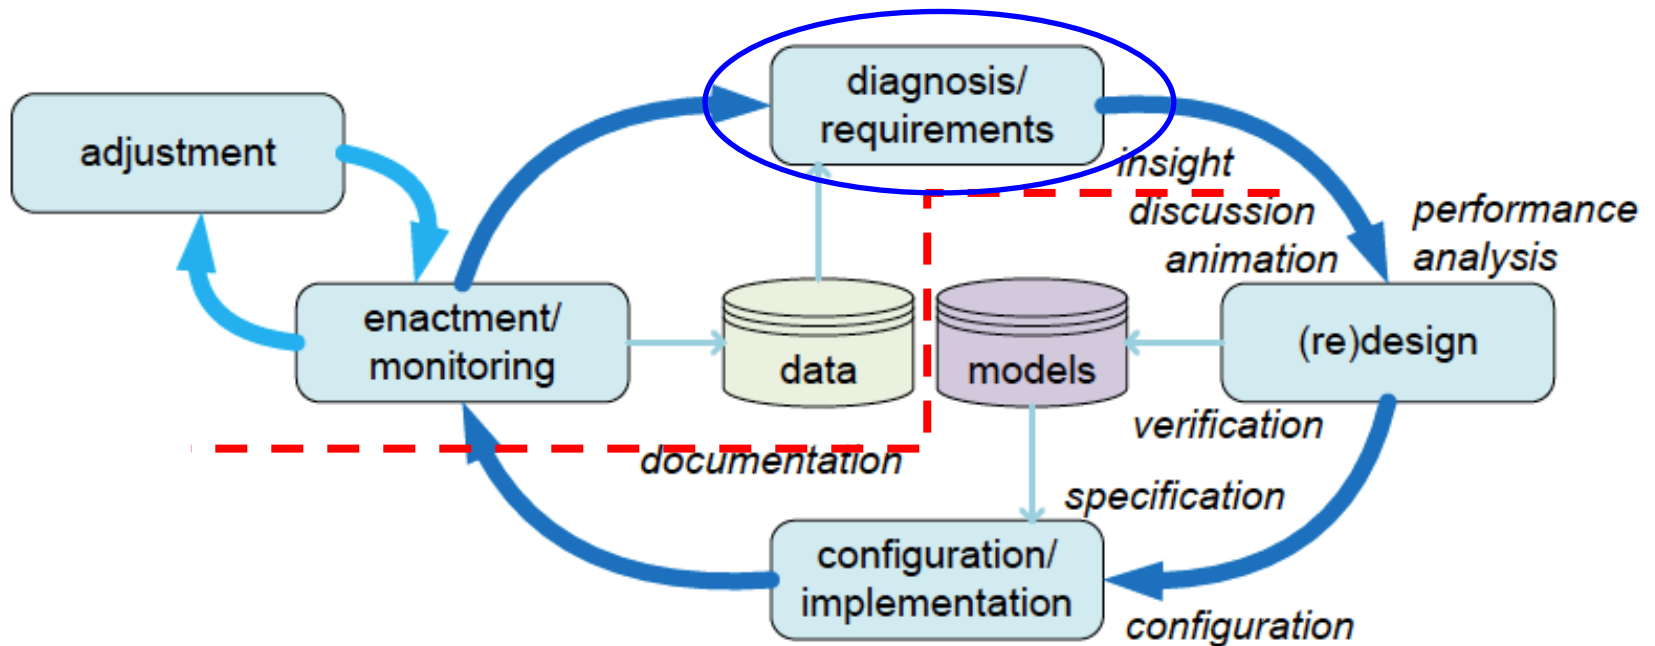 diagnosis/
requirements
adjustment
insight
discussion
animation
performance
analysis
enactment/
monitoring
data
models
(re)design
verification
documentation
specification
configuration/
implementation
configuration